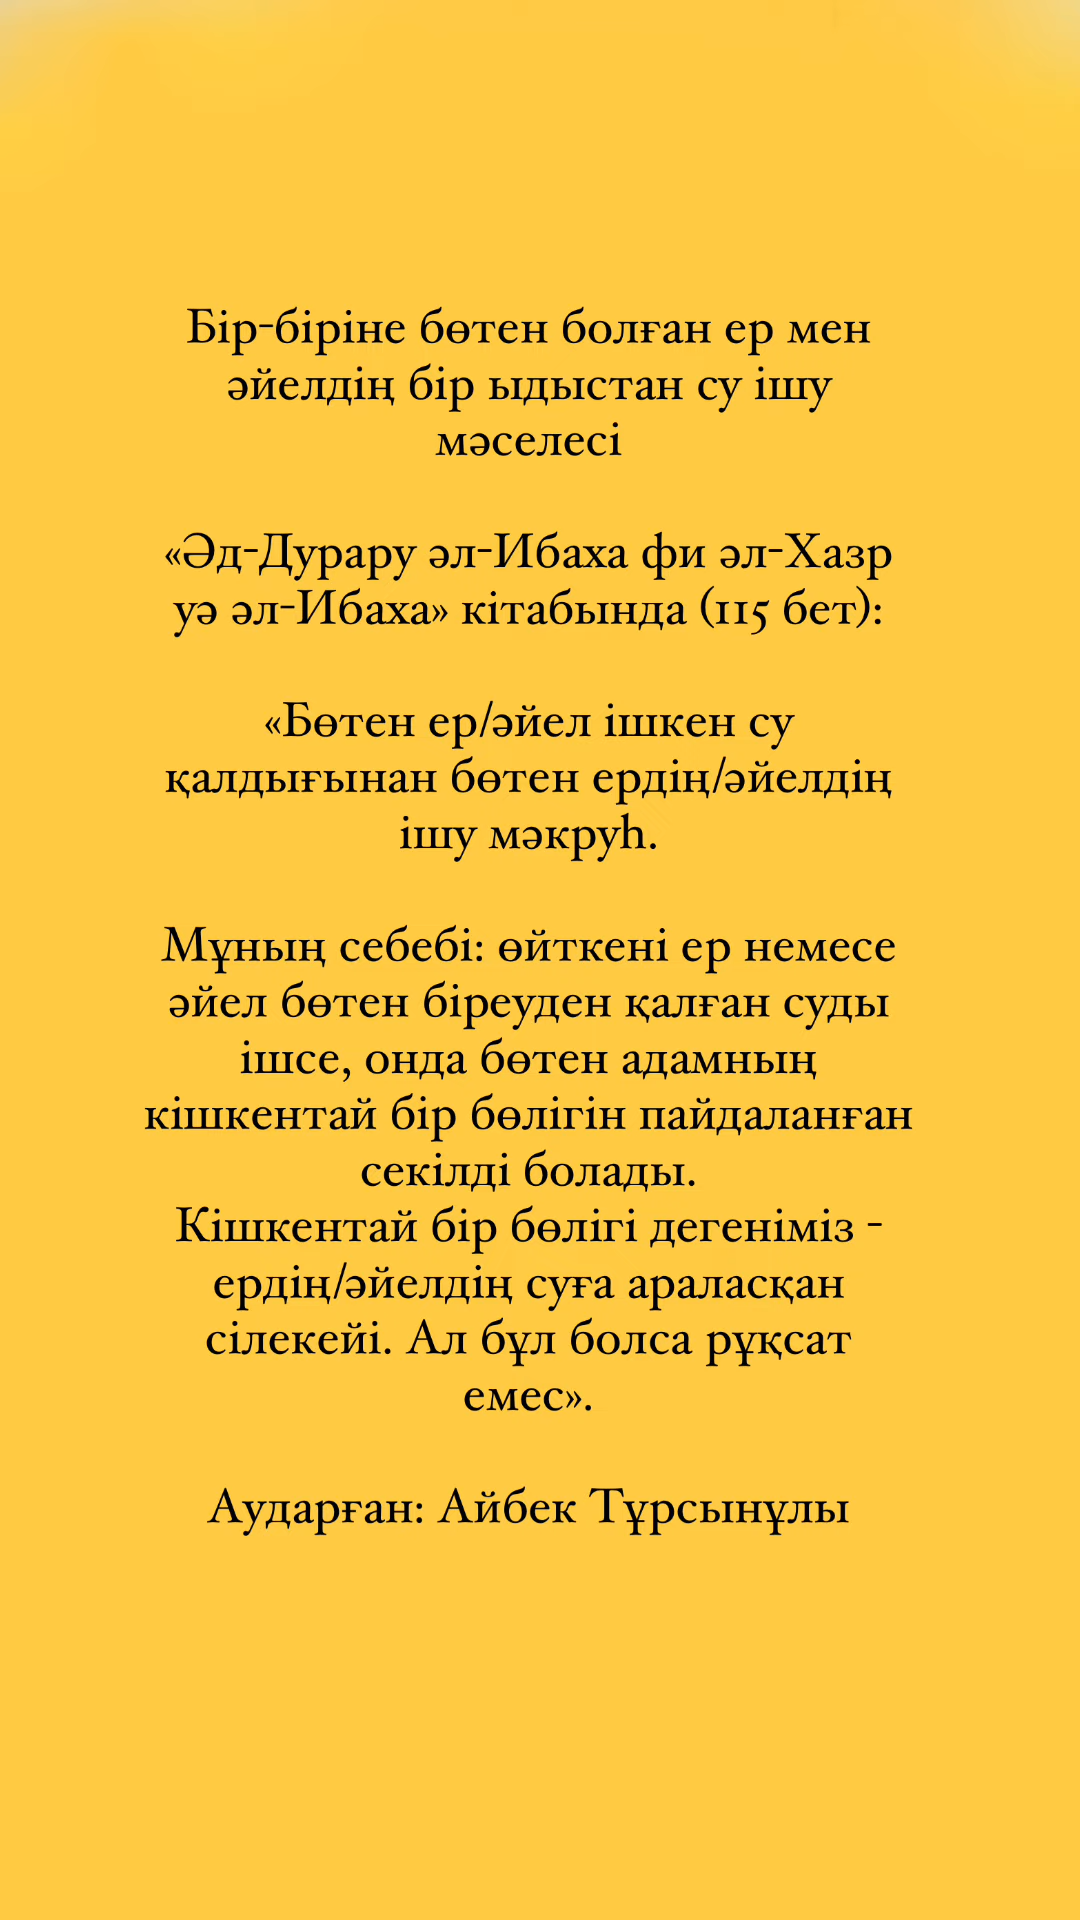 Бір-біріне бөтен болған ер мен
әйелдің бір ыдыстан су ішу
мәселесі
«Әд-Дурару әл-Ибаха фи әл-Хазр
уә әл-Ибаха» кітабында (115 бет):
«Бөтен ер/әйел ішкен су
қалдығынан бөтен ердің/әйелдің
ішу мәкруһ.
Мұның себебі: өйткені ер немесе
әйел бөтен біреуден қалған суды
ішсе, онда бөтен адамның
кішкентай бір бөлігін пайдаланған
секілді болады.
Кішкентай бір бөлігі дегеніміз -
ердің/әйелдің суға араласқан
сілекейі. Ал бұл болса рұқсат
емес».
Аударған: Айбек Тұрсынұлы